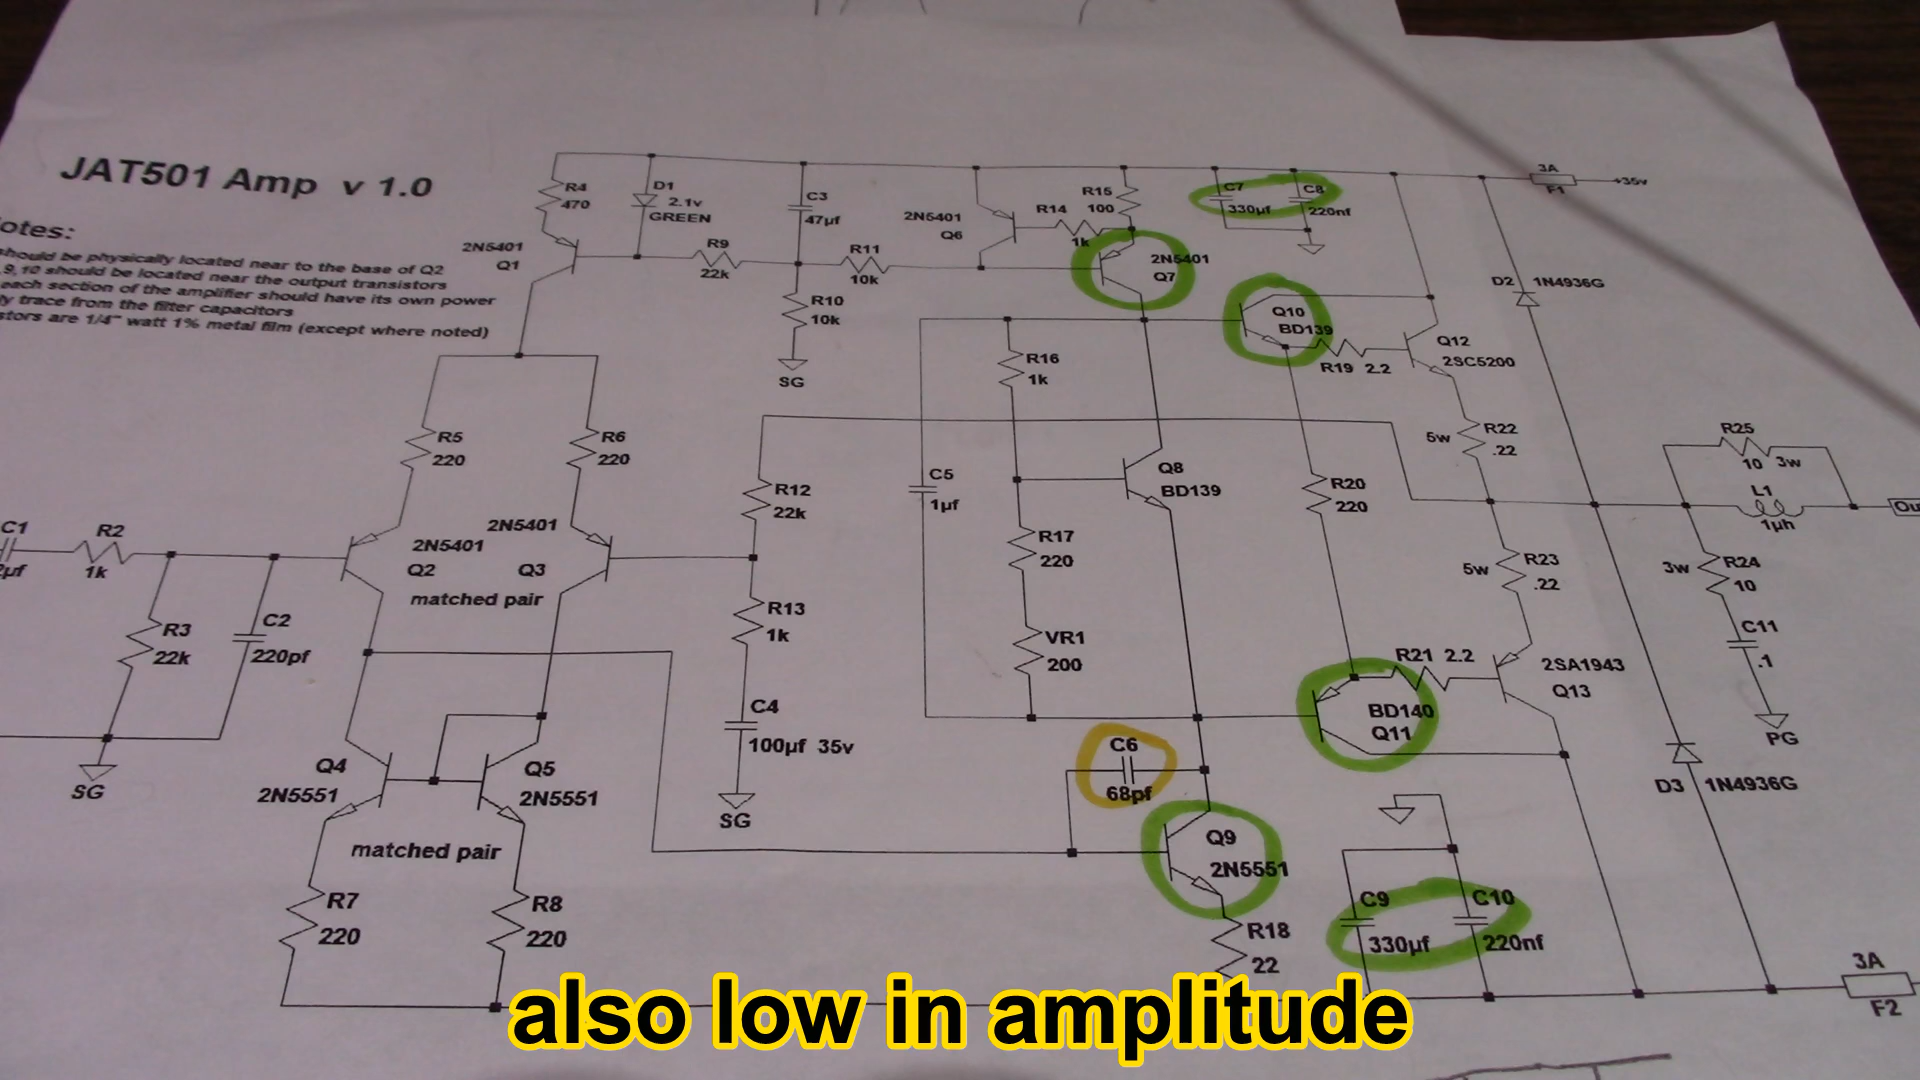 JAT501 Amp v 1.0
otes:
should be physically located near to the base of Q2
9,10 should be located near the output transistors
each section of the amplifier should have its own power
ly trace from the filter capacitors
stors are 1/4" watt 1% metal film (except where noted)
R4
470
D1
2.1v
GREEN
C3
47µf
2N5401
Q6
R14
1k
R15
100
C7
330µf
C8
220nf
3A
F1
+35v
2N5401
Q1
R9
22k
R11
10k
2N5401
Q7
R10
10k
SG
Q10
BD139
R19 2.2
Q12
2SC5200
D2
1N4936G
R16
1k
R5
220
R6
220
R12
22k
C5
1µf
Q8
BD139
R20
220
5w
R22
.22
R25
10 3w
L1
1µh
Ou
C1
µf
R2
1k
2N5401
Q2
2N5401
Q3
matched pair
R17
220
5w
R23
.22
3w
R24
10
R3
22k
C2
220pf
R13
1k
VR1
200
R21 2.2
2SA1943
Q13
C11
.1
PG
C4
100µf 35v
SG
BD140
Q11
C6
68pf
SG
Q4
2N5551
Q5
2N5551
matched pair
D3
1N4936G
Q9
2N5551
R7
220
R8
220
R18
22
C9
330µf
C10
220nf
3A
F2
also low in amplitude